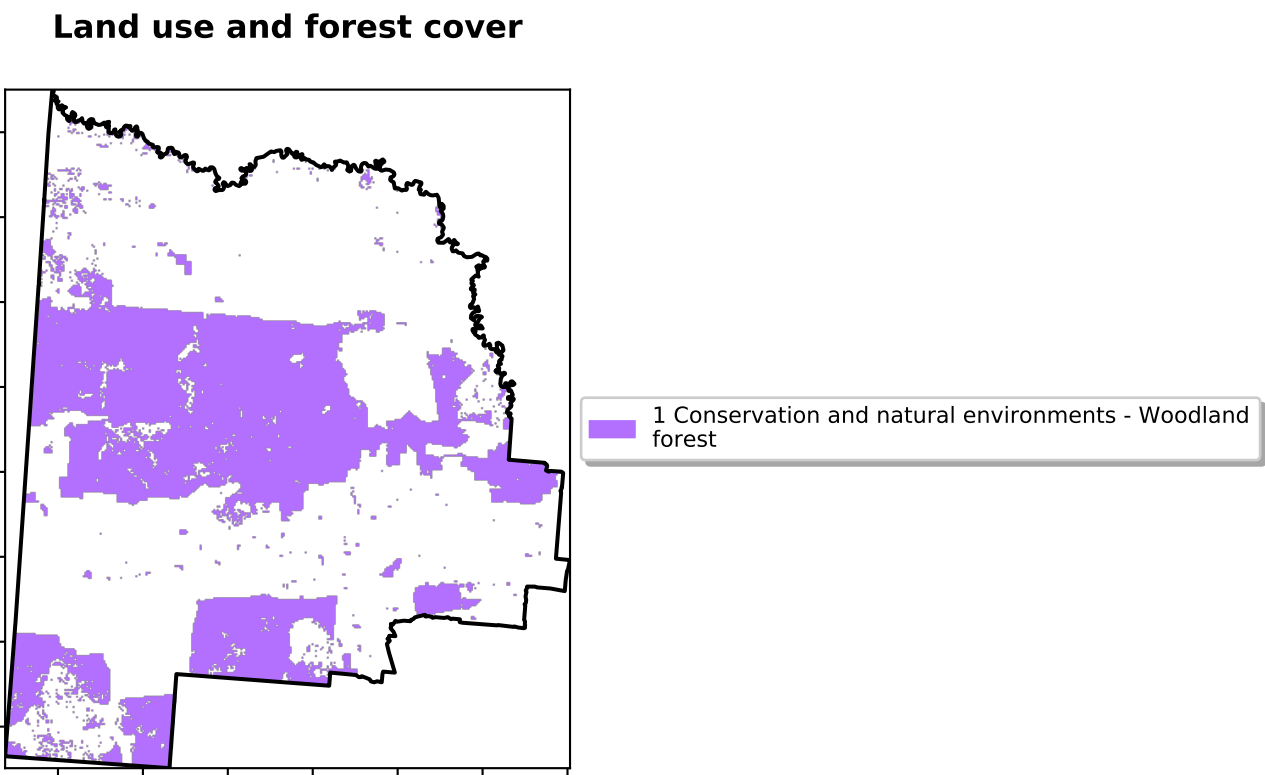 Land use and forest cover
1 Conservation and natural environments - Woodland
forest